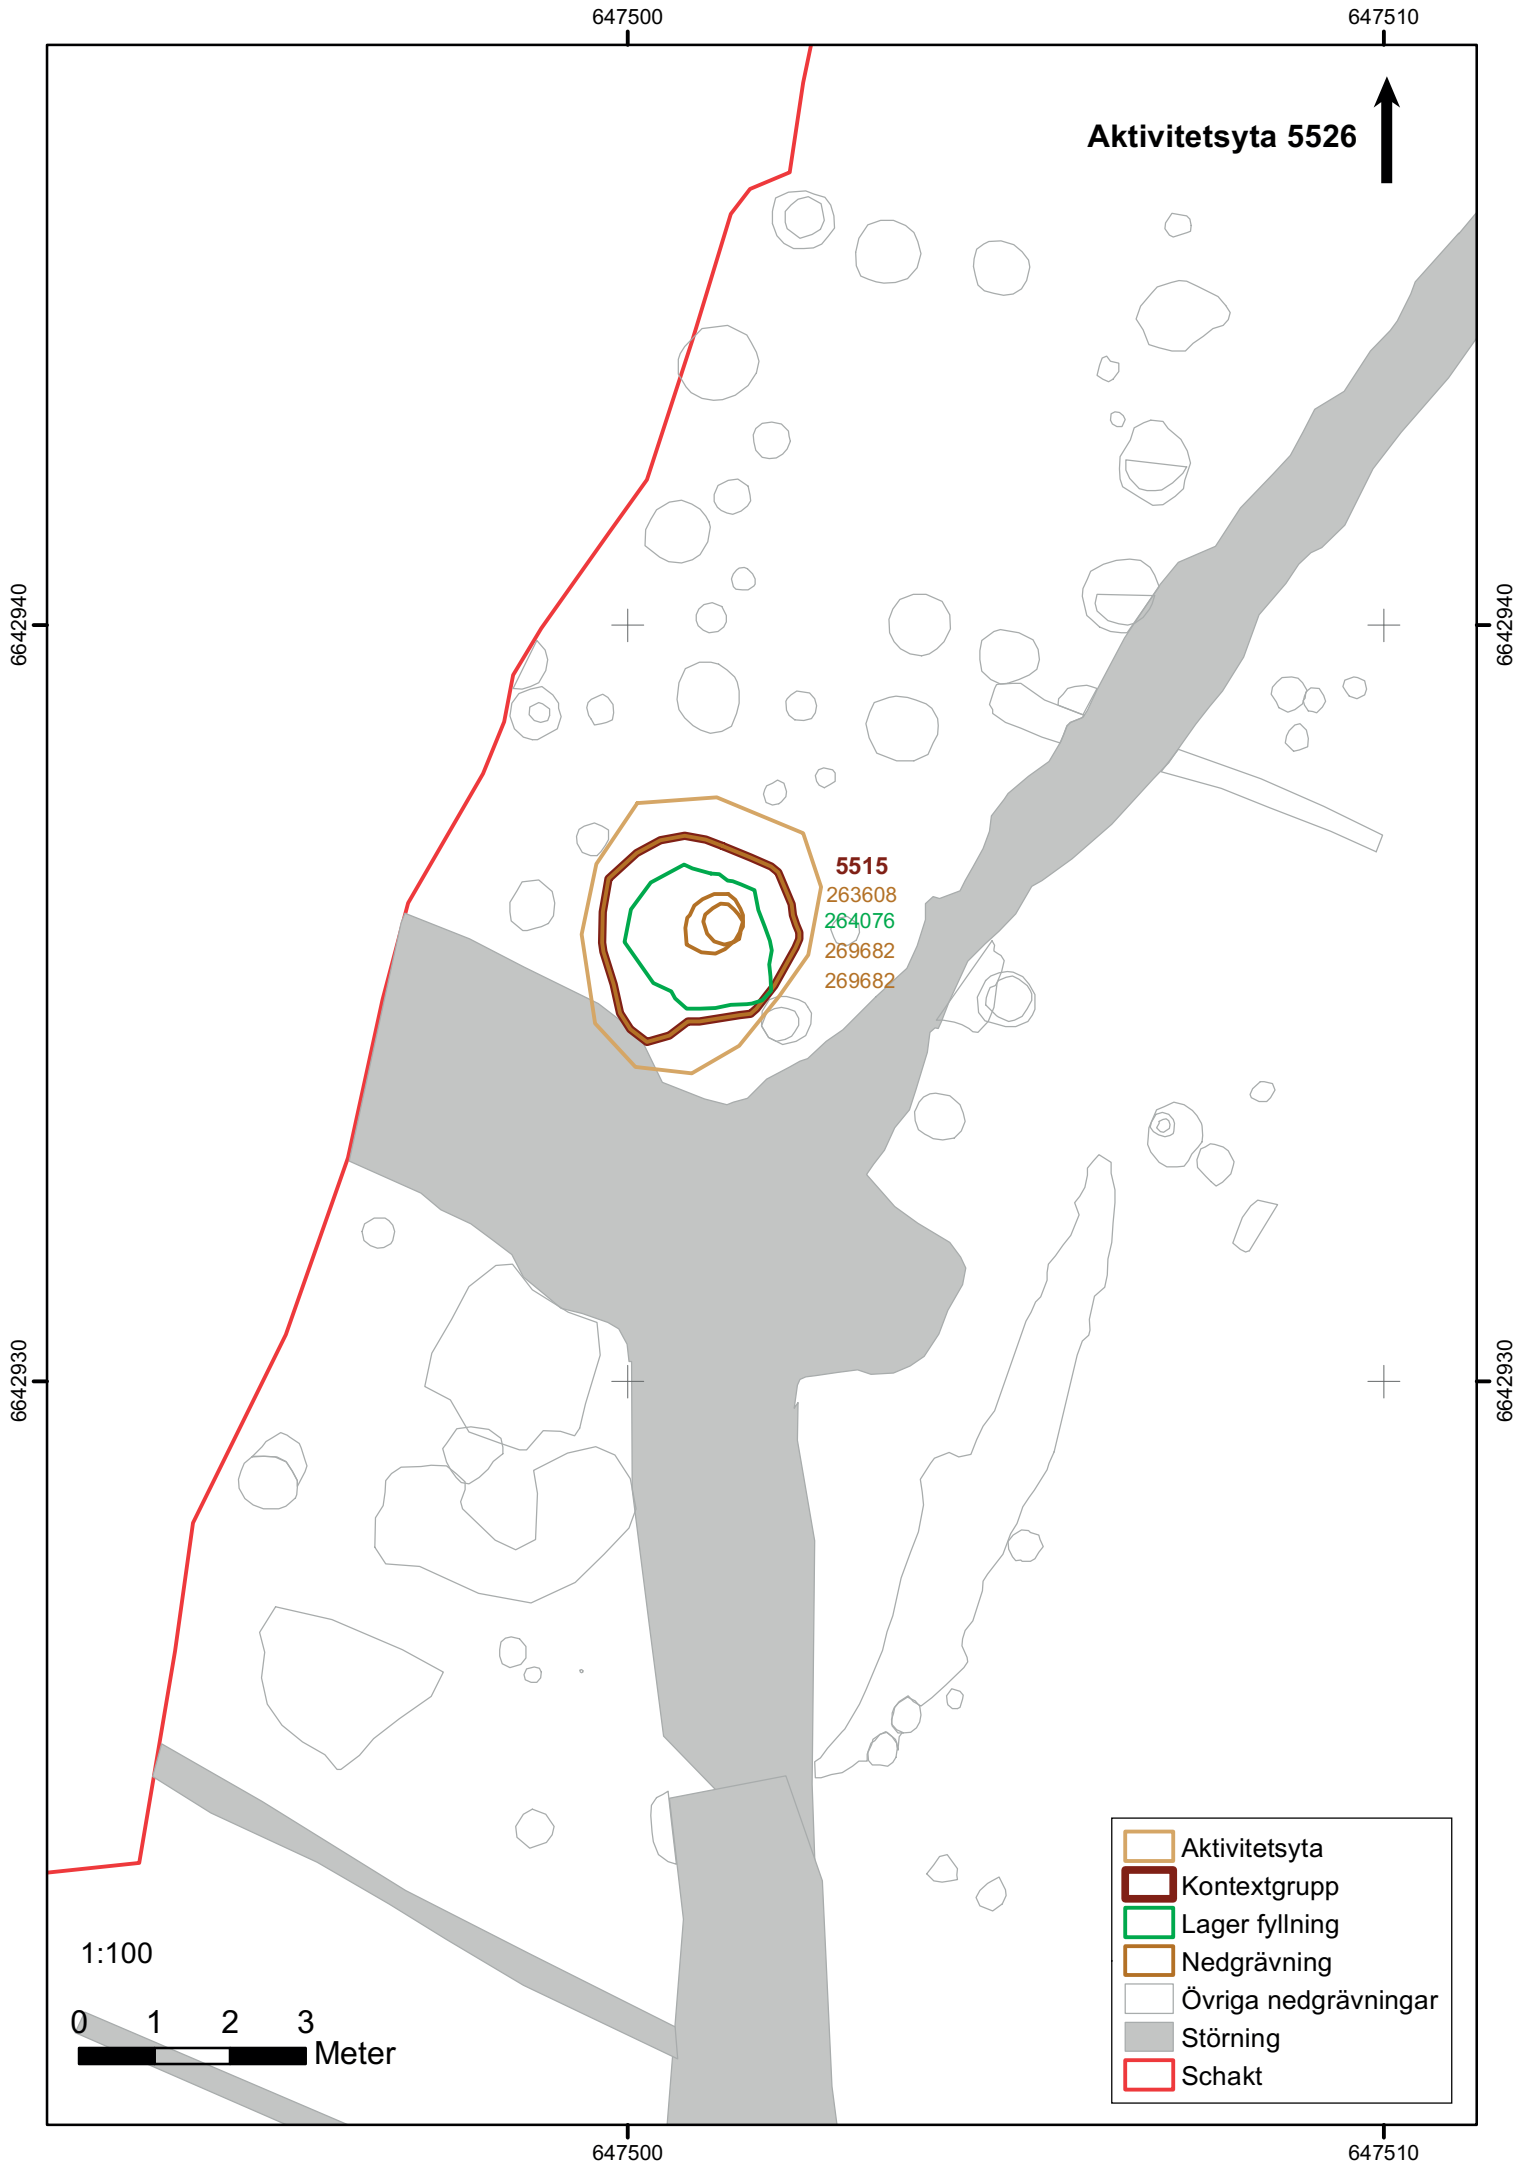 647500 647510
Aktivitetsyta 5526
6642940 6642940
5515
263608
264076
269682
269682
6642930 6642930
Aktivitetsyta
Kontextgrupp
Lager fyllning
Nedgrävning
Övriga nedgrävningar
Störning
Schakt
1:100
0 1 2 3
Meter
647500 647510